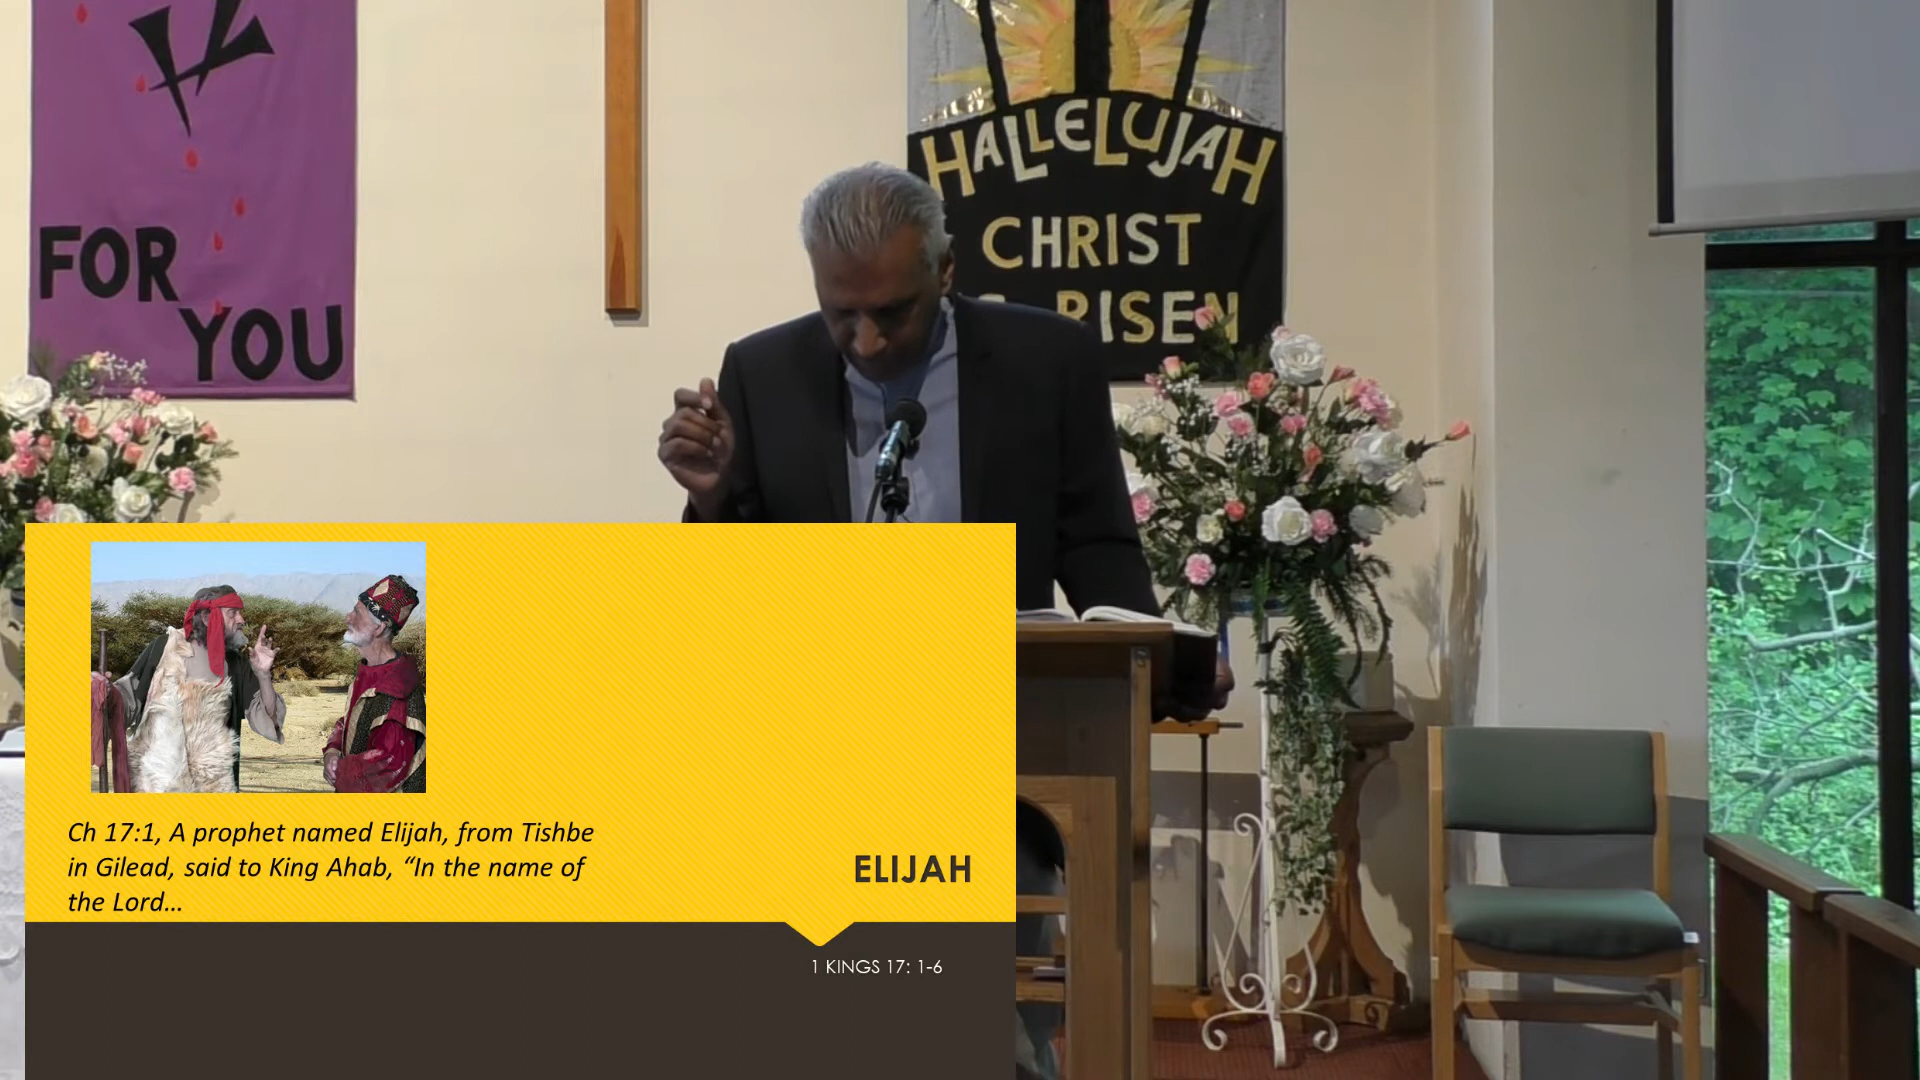 FOR
YOU
HALLELUJAH
CHRIST
RISEN
Ch 17:1, A prophet named Elijah, from Tishbe
in Gilead, said to King Ahab, “In the name of
the Lord…
ELIJAH
1 KINGS 17: 1-6